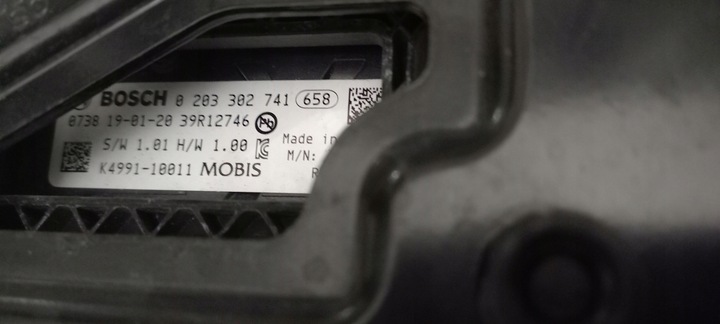 BOSCH 0 203 302 741 658
0738 19-01-20 39R12746 Pb
S/W 1.01 H/W 1.00 Made in
M/N:
K4991-10011 MOBIS